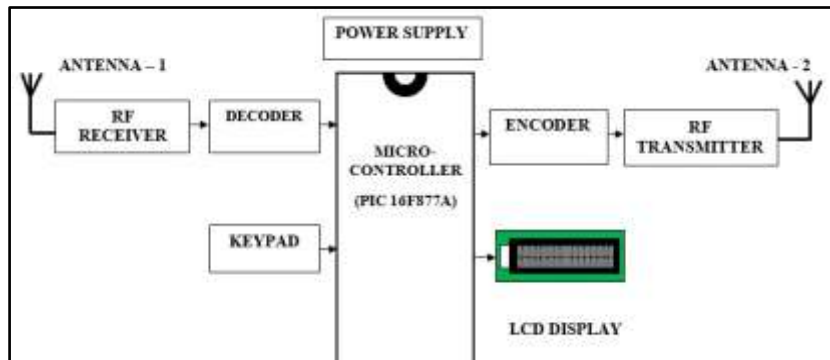 POWER SUPPLY
ANTENNA – 1
ANTENNA - 2
RF
RECEIVER
DECODER
MICRO-
CONTROLLER
(PIC 16F877A)
ENCODER
RF
TRANSMITTER
KEYPAD
LCD DISPLAY